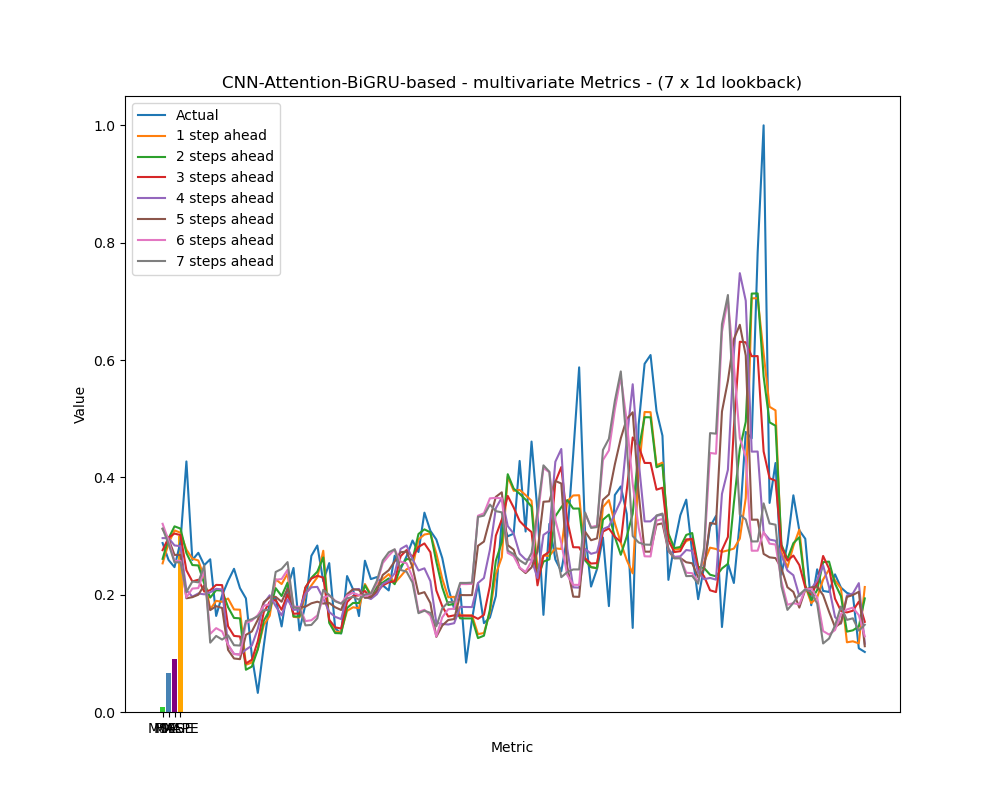 CNN-Attention-BiGRU-based - multivariate Metrics - (7 x 1d lookback)
Actual
1 step ahead
2 steps ahead
3 steps ahead
4 steps ahead
5 steps ahead
6 steps ahead
7 steps ahead
1.0
0.8
0.6
0.4
0.2
0.0
Value
Metric